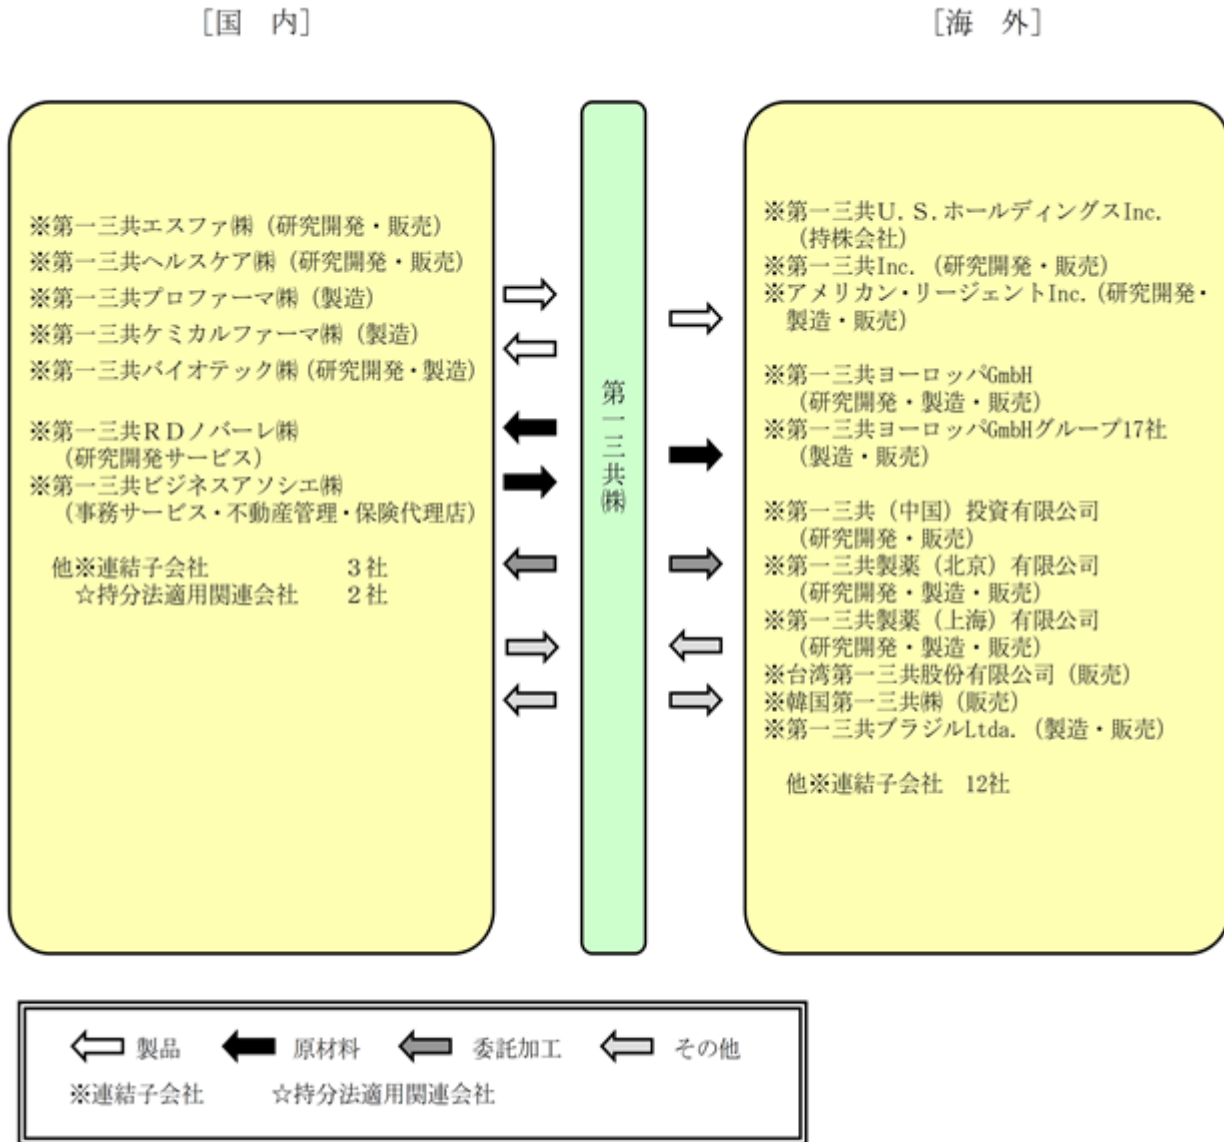 [国　内]
[海　外]
※第一三共エスファ㈱（研究開発・販売）
※第一三共ヘルスケア㈱（研究開発・販売）
※第一三共プロファーマ㈱（製造）
※第一三共ケミカルファーマ㈱（製造）
※第一三共バイオテック㈱（研究開発・製造）
※第一三共ＲＤノバーレ㈱
（研究開発サービス）
※第一三共ビジネスアソシエ㈱
（事務サービス・不動産管理・保険代理店）
他※連結子会社　３社
☆持分法適用関連会社　２社
第一三共㈱
※第一三共Ｕ．Ｓ．ホールディングスInc.
（持株会社）
※第一三共Inc.（研究開発・販売）
※アメリカン・リージェントInc.（研究開発・
製造・販売）
※第一三共ヨーロッパGmbH
（研究開発・製造・販売）
※第一三共ヨーロッパGmbHグループ17社
（製造・販売）
※第一三共（中国）投資有限公司
（研究開発・販売）
※第一三共製薬（北京）有限公司
（研究開発・製造・販売）
※第一三共製薬（上海）有限公司
（研究開発・製造・販売）
※台湾第一三共股份有限公司（販売）
※韓国第一三共㈱（販売）
※第一三共ブラジルLtda.（製造・販売）
他※連結子会社　12社
製品　原材料　委託加工　その他
※連結子会社　☆持分法適用関連会社